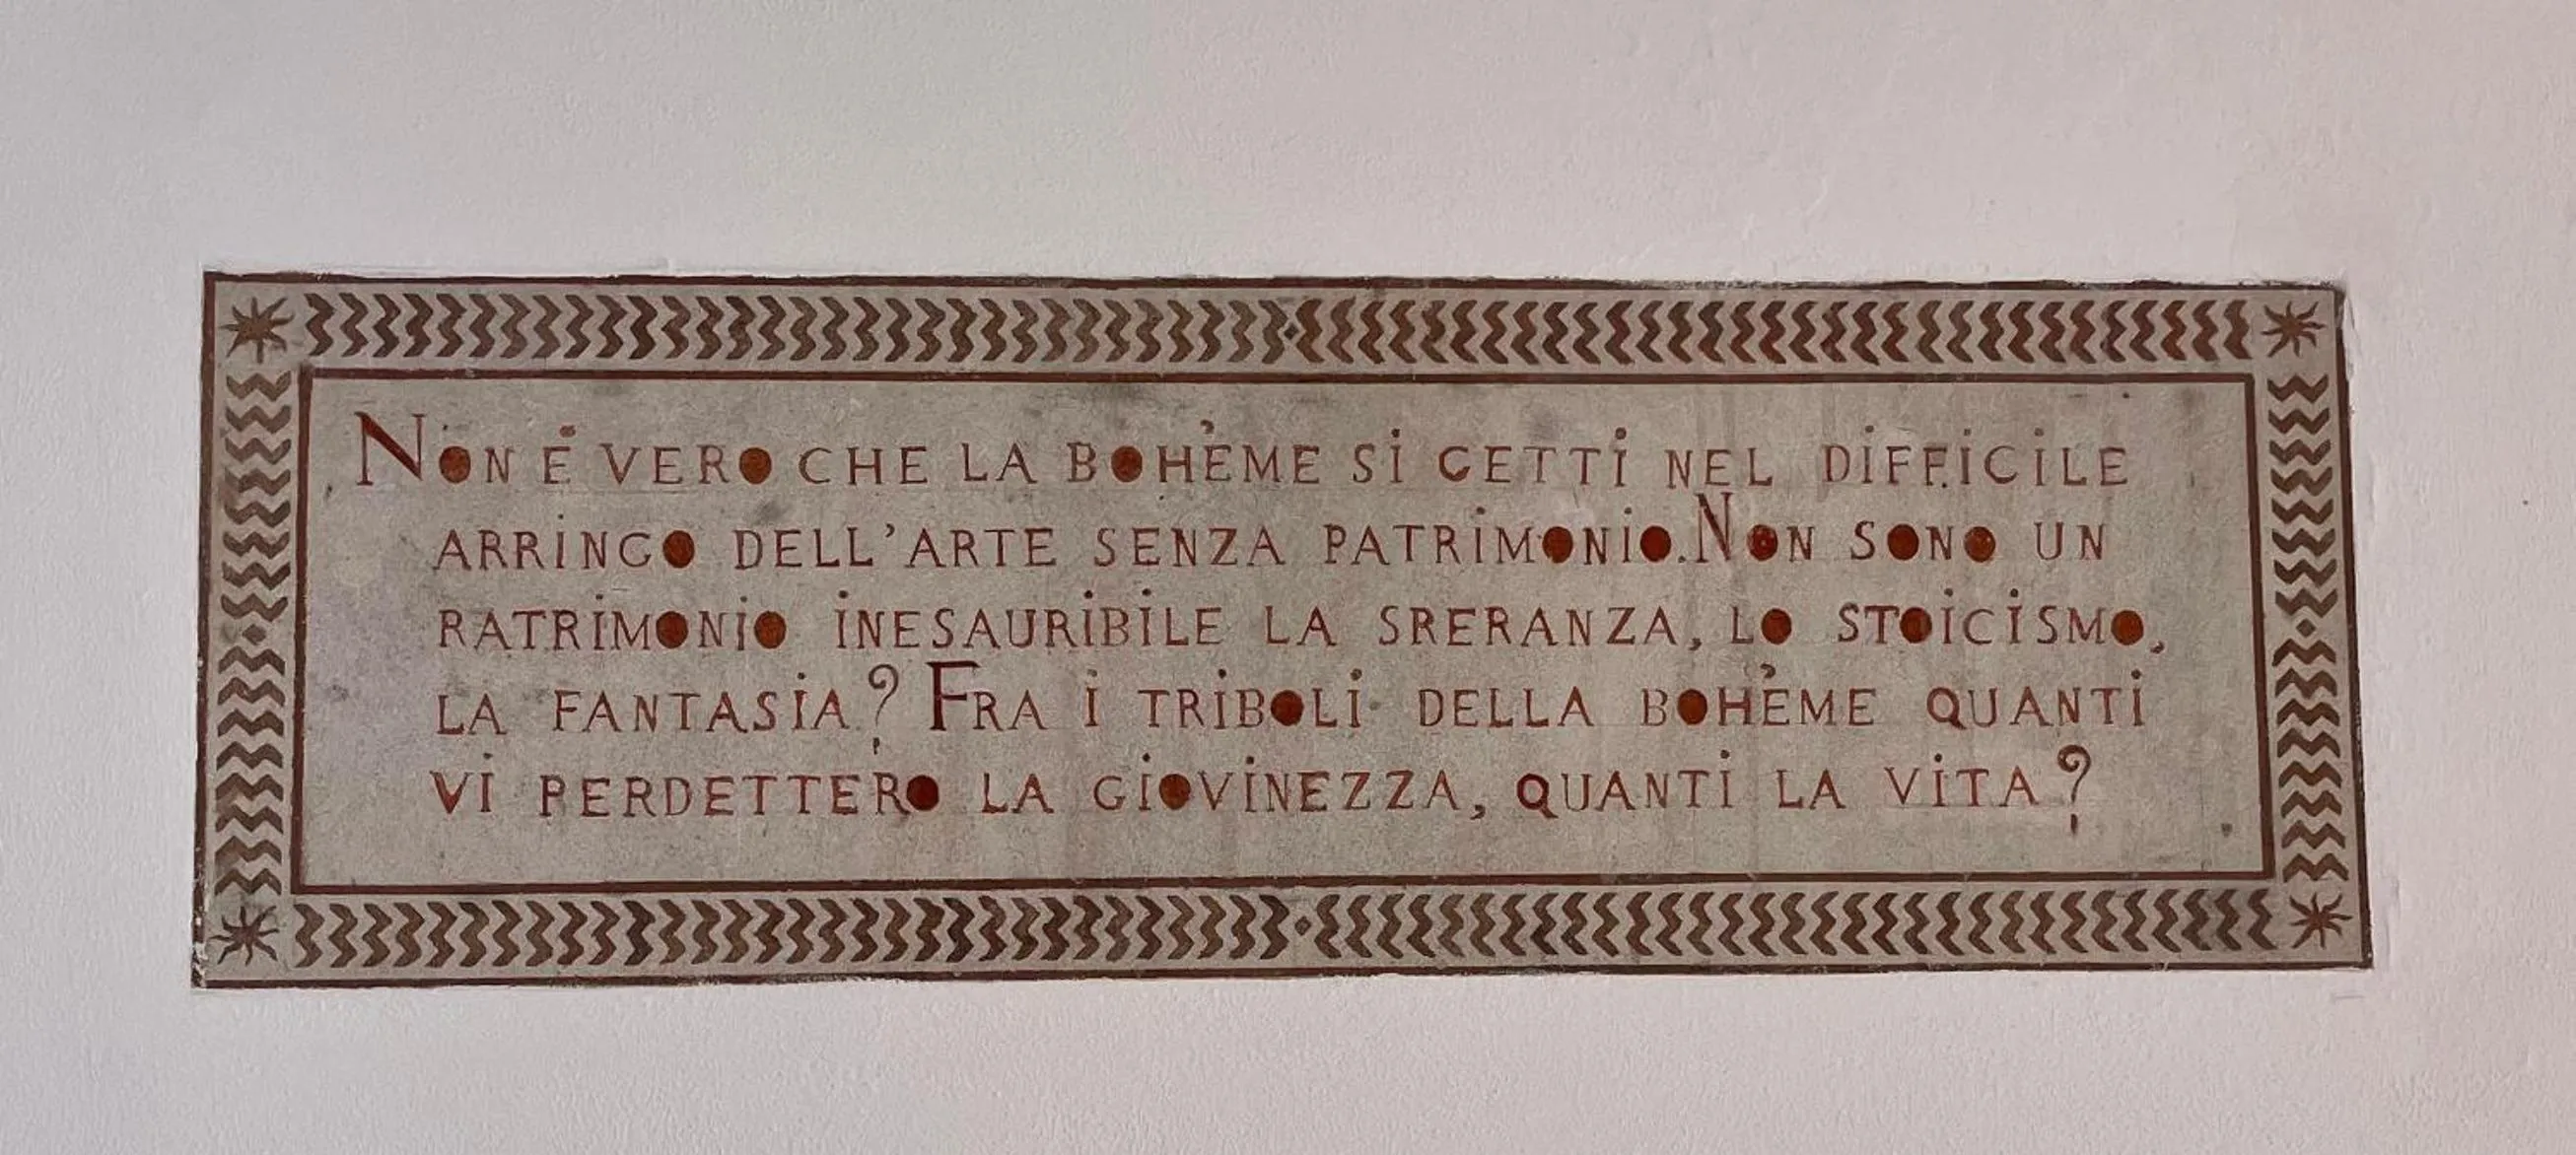 NON È VERO CHE LA BOHÈME SI GETTI NEL DIFFICILE
ARRINGO DELL'ARTE SENZA PATRIMONIO. NON SONO UN
RATRIMONIO INESAURIBILE LA SRERANZA, LO STOICISMO,
LA FANTASIA? FRA I TRIBOLI DELLA BOHÈME QUANTI
VI PERDETTERO LA GIOVINEZZA, QUANTI LA VITA?